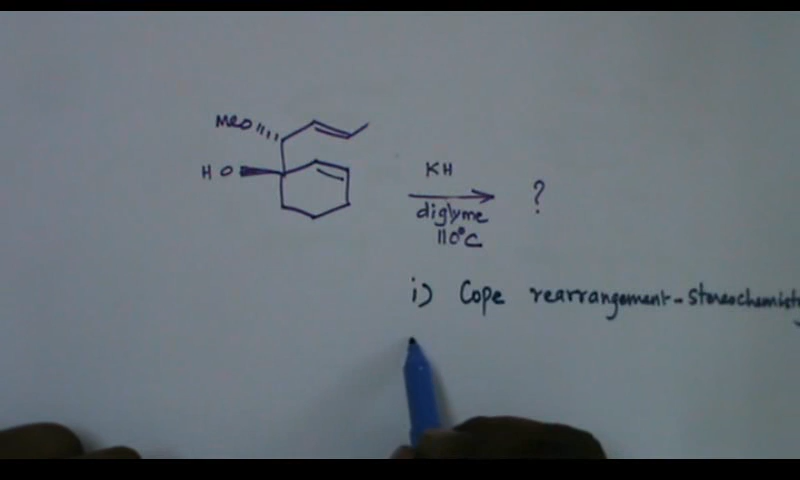 MeO
HO
KH
diglyme
110°C
?
i) Cope rearrangement - Stereochemistry